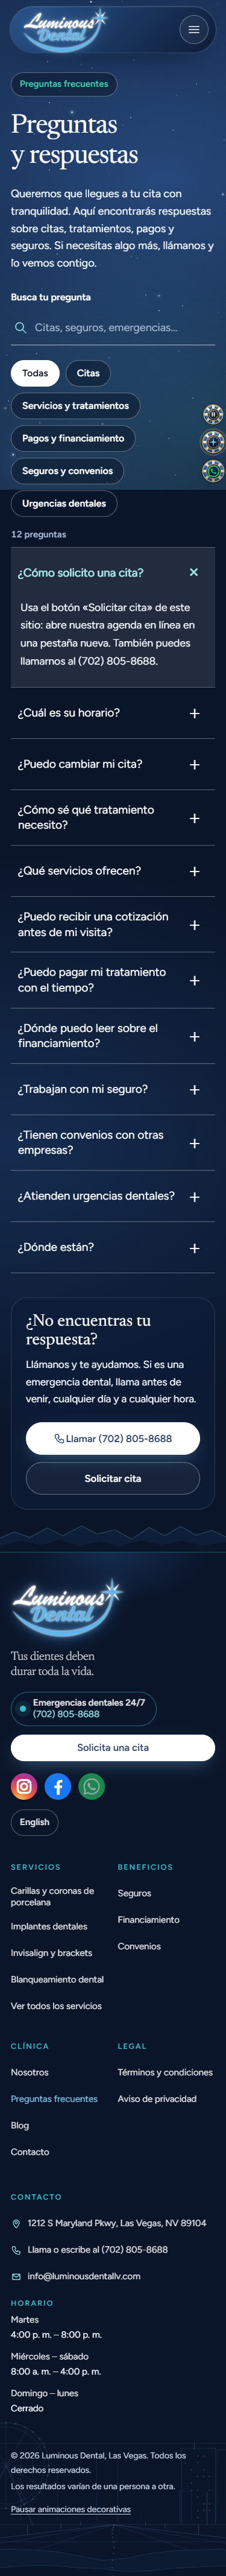 Luminous
Dental
Preguntas frecuentes
Preguntas
y respuestas
Queremos que llegues a tu cita con
tranquilidad. Aquí encontrarás respuestas
sobre citas, tratamientos, pagos y
seguros. Si necesitas algo más, llámanos y
lo vemos contigo.
Busca tu pregunta
Citas, seguros, emergencias...
Todas
Citas
Servicios y tratamientos
Pagos y financiamiento
Seguros y convenios
Urgencias dentales
12 preguntas
¿Cómo solicito una cita?
Usa el botón «Solicitar cita» de este
sitio: abre nuestra agenda en línea en
una pestaña nueva. También puedes
llamarnos al (702) 805-8688.
¿Cuál es su horario?
¿Puedo cambiar mi cita?
¿Cómo sé qué tratamiento
necesito?
¿Qué servicios ofrecen?
¿Puedo recibir una cotización
antes de mi visita?
¿Puedo pagar mi tratamiento
con el tiempo?
¿Dónde puedo leer sobre el
financiamiento?
¿Trabajan con mi seguro?
¿Tienen convenios con otras
empresas?
¿Atienden urgencias dentales?
¿Dónde están?
¿No encuentras tu
respuesta?
Llámanos y te ayudamos. Si es una
emergencia dental, llama antes de
venir, cualquier día y a cualquier hora.
Llamar (702) 805-8688
Solicitar cita
Luminous
Dental
Tus dientes deben
durar toda la vida.
Emergencias dentales 24/7
(702) 805-8688
Solicita una cita
English
SERVICIOS
Carillas y coronas de
porcelana
Implantes dentales
Invisalign y brackets
Blanqueamiento dental
Ver todos los servicios
BENEFICIOS
Seguros
Financiamiento
Convenios
CLÍNICA
Nosotros
Preguntas frecuentes
Blog
Contacto
LEGAL
Términos y condiciones
Aviso de privacidad
CONTACTO
1212 S Maryland Pkwy, Las Vegas, NV 89104
Llama o escribe al (702) 805-8688
info@luminousdentallv.com
HORARIO
Martes
4:00 p. m. – 8:00 p. m.
Miércoles – sábado
8:00 a. m. – 4:00 p. m.
Domingo – lunes
Cerrado
© 2026 Luminous Dental, Las Vegas. Todos los
derechos reservados.
Los resultados varían de una persona a otra.
Pausar animaciones decorativas